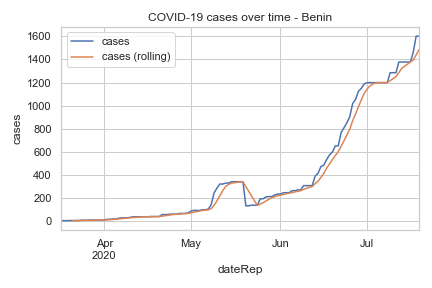 COVID-19 cases over time - Benin
cases
cases (rolling)
1600
1400
1200
1000
800
600
400
200
0
cases
Apr
2020
May
Jun
Jul
dateRep